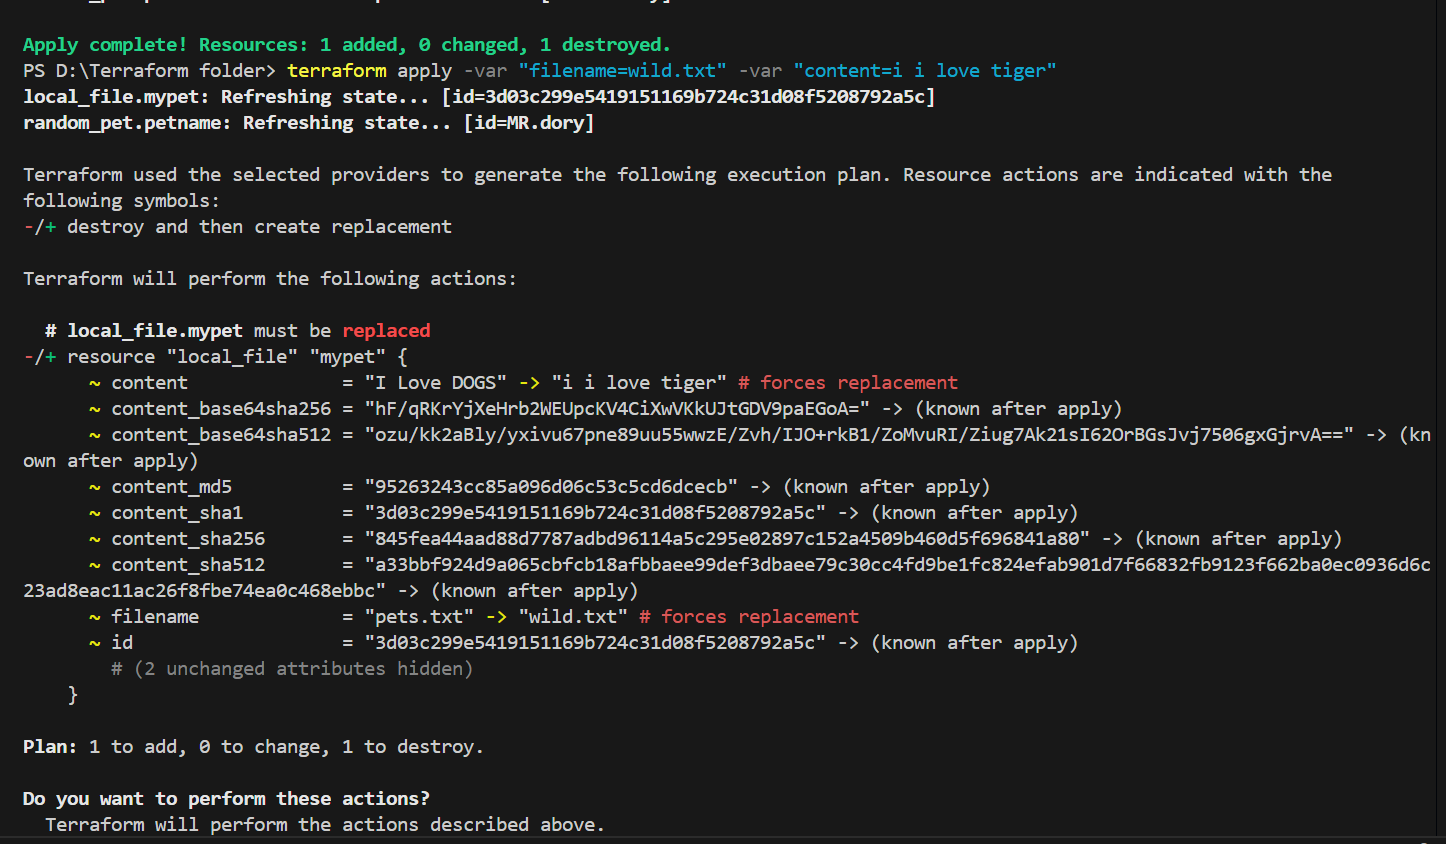 Apply complete! Resources: 1 added, 0 changed, 1 destroyed.
PS D:\Terraform folder> terraform apply -var "filename=wild.txt" -var "content=i i love tiger"
local_file.mypet: Refreshing state... [id=3d03c299e5419151169b724c31d08f5208792a5c]
random_pet.petname: Refreshing state... [id=MR.dory]
Terraform used the selected providers to generate the following execution plan. Resource actions are indicated with the
following symbols:
-/+ destroy and then create replacement
Terraform will perform the following actions:
# local_file.mypet must be replaced
-/+ resource "local_file" "mypet" {
~ content = "I Love DOGS" -> "i i love tiger" # forces replacement
~ content_base64sha256 = "hF/qRKrYjXeHrb2WEUpcKV4CiXwVKkUJtGDV9paEGoA=" -> (known after apply)
~ content_base64sha512 = "ozu/kk2aBly/yxivu67pne89uu55wwzE/Zvh/IJO+rkB1/ZoMvuRI/Ziug7Ak21sI62OrBGsJvj7506gxGjrvA==" -> (kn
own after apply)
~ content_md5 = "95263243cc85a096d06c53c5cd6dcecb" -> (known after apply)
~ content_sha1 = "3d03c299e5419151169b724c31d08f5208792a5c" -> (known after apply)
~ content_sha256 = "845fea44aad88d7787adbd96114a5c295e02897c152a4509b460d5f696841a80" -> (known after apply)
~ content_sha512 = "a33bbf924d9a065cbfcb18afbbaee99def3dbaee79c30cc4fd9be1fc824efab901d7f66832fb9123f662ba0ec0936d6c
23ad8eac11ac26f8fbe74ea0c468ebbc" -> (known after apply)
~ filename = "pets.txt" -> "wild.txt" # forces replacement
~ id = "3d03c299e5419151169b724c31d08f5208792a5c" -> (known after apply)
# (2 unchanged attributes hidden)
}
Plan: 1 to add, 0 to change, 1 to destroy.
Do you want to perform these actions?
Terraform will perform the actions described above.